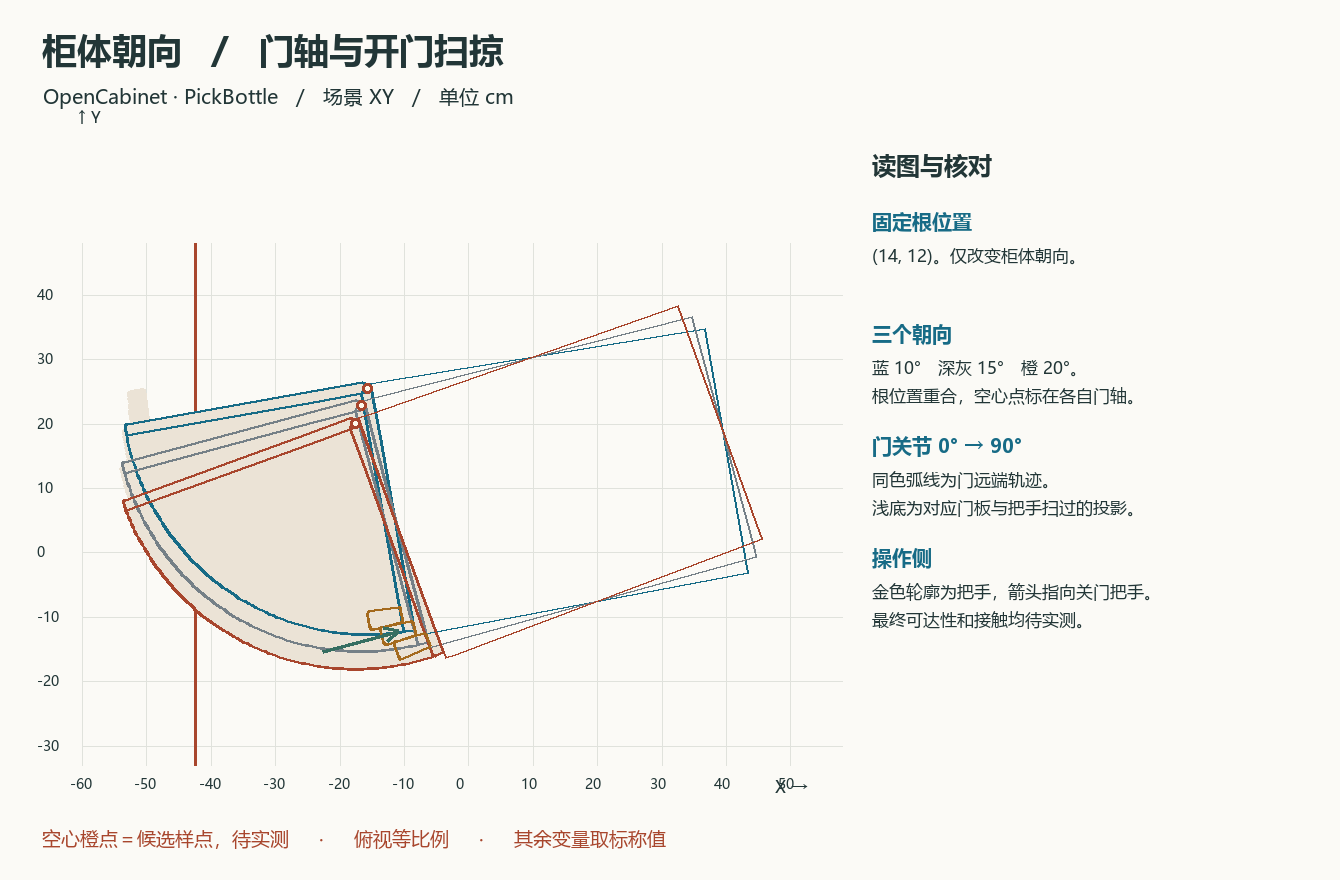 柜体朝向 / 门轴与开门扫掠
OpenCabinet · PickBottle / 场景 XY / 单位 cm
↑Y
读图与核对
固定根位置
(14, 12)。仅改变柜体朝向。
三个朝向
蓝 10° 深灰 15° 橙 20°。
根位置重合，空心点标在各自门轴。
门关节 0° → 90°
同色弧线为门远端轨迹。
浅底为对应门板与把手扫过的投影。
操作侧
金色轮廓为把手，箭头指向关门把手。
最终可达性和接触均待实测。
40
30
20
10
0
-10
-20
-30
-60 -50 -40 -30 -20 -10 0 10 20 30 40 50
X →
空心橙点 = 候选样点，待实测 · 俯视等比例 · 其余变量取标称值